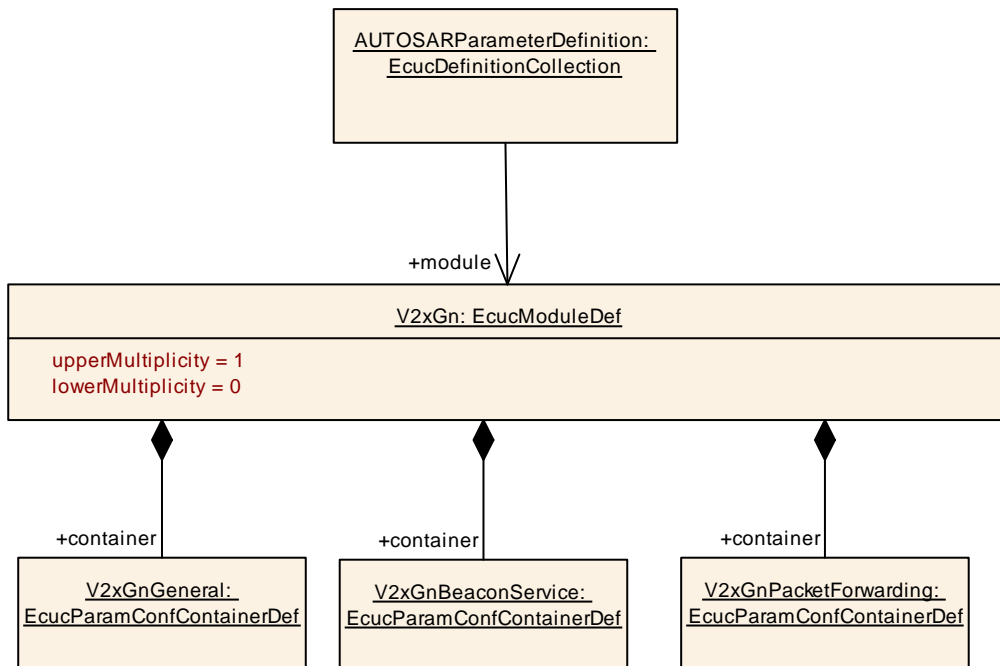 AUTOSARParameterDefinition:
EcucDefinitionCollection
+module
V2xGn: EcucModuleDef
upperMultiplicity = 1
lowerMultiplicity = 0
+container
+container
+container
V2xGnGeneral:
EcucParamConfContainerDef
V2xGnBeaconService:
EcucParamConfContainerDef
V2xGnPacketForwarding:
EcucParamConfContainerDef